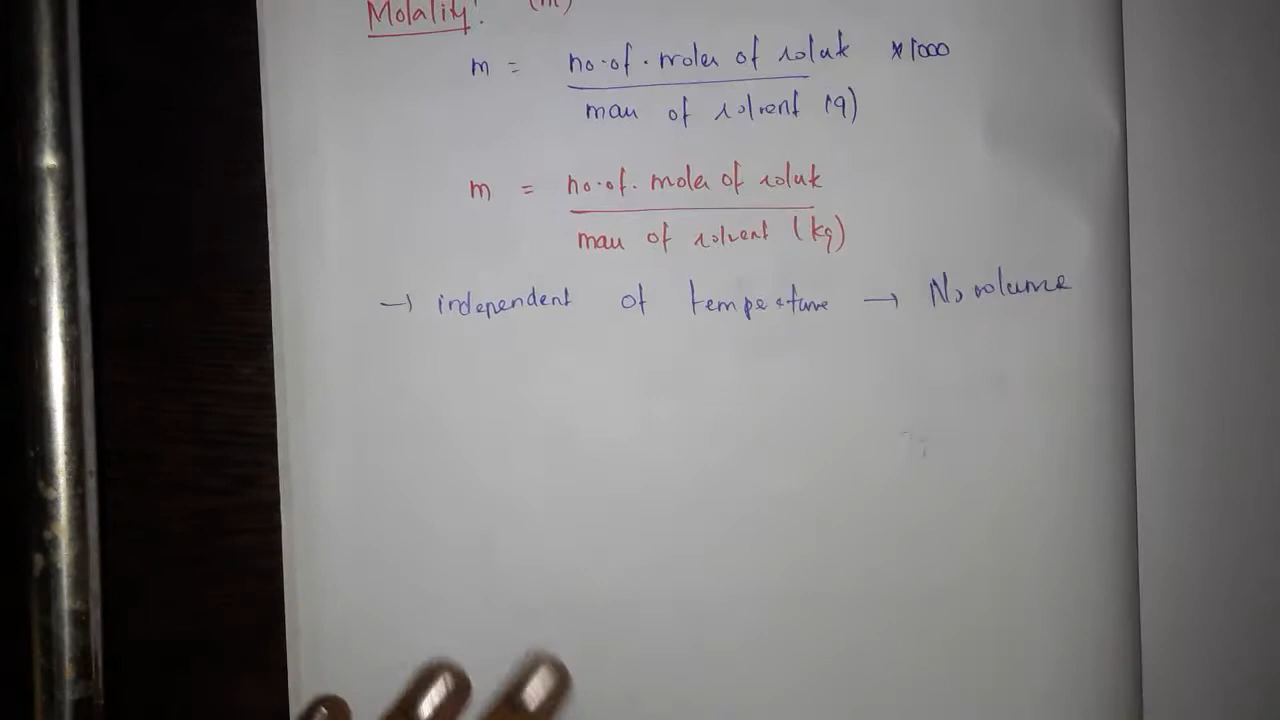 Molality: (m)
m = no.of.moles of solute ×1000
mass of solvent (g)
m = no.of.moles of solute
mass of solvent (kg)
→ independent of temperature → No volume